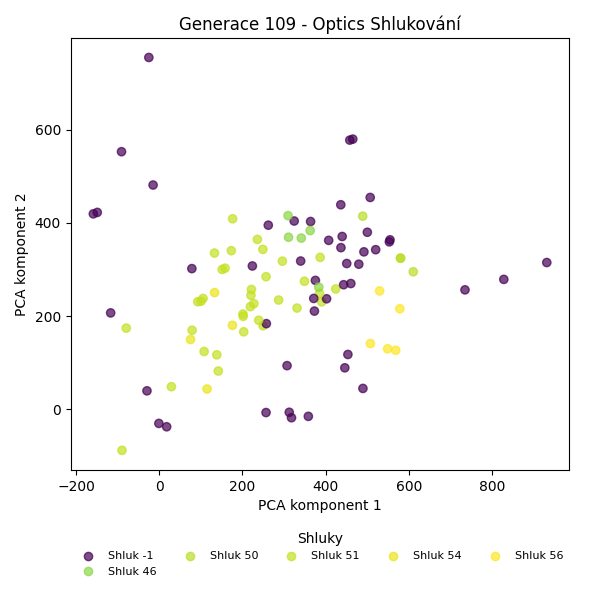 Generace 109 - Optics Shlukování
PCA komponent 2
600
400
200
0
−200
0
200
400
600
800
PCA komponent 1
Shluky
Shluk -1
Shluk 50
Shluk 51
Shluk 54
Shluk 56
Shluk 46